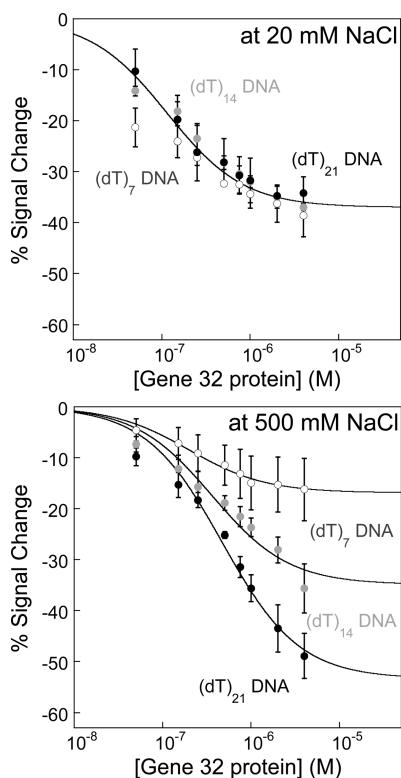 at 20 mM NaCl
0
-10
-20
-30
-40
-50
-60
% Signal Change
(dT)14 DNA
(dT)7 DNA
(dT)21 DNA
10-8
10-7
10-6
10-5
[Gene 32 protein] (M)
at 500 mM NaCl
0
-10
-20
-30
-40
-50
-60
% Signal Change
(dT)7 DNA
(dT)14 DNA
(dT)21 DNA
10-8
10-7
10-6
10-5
[Gene 32 protein] (M)